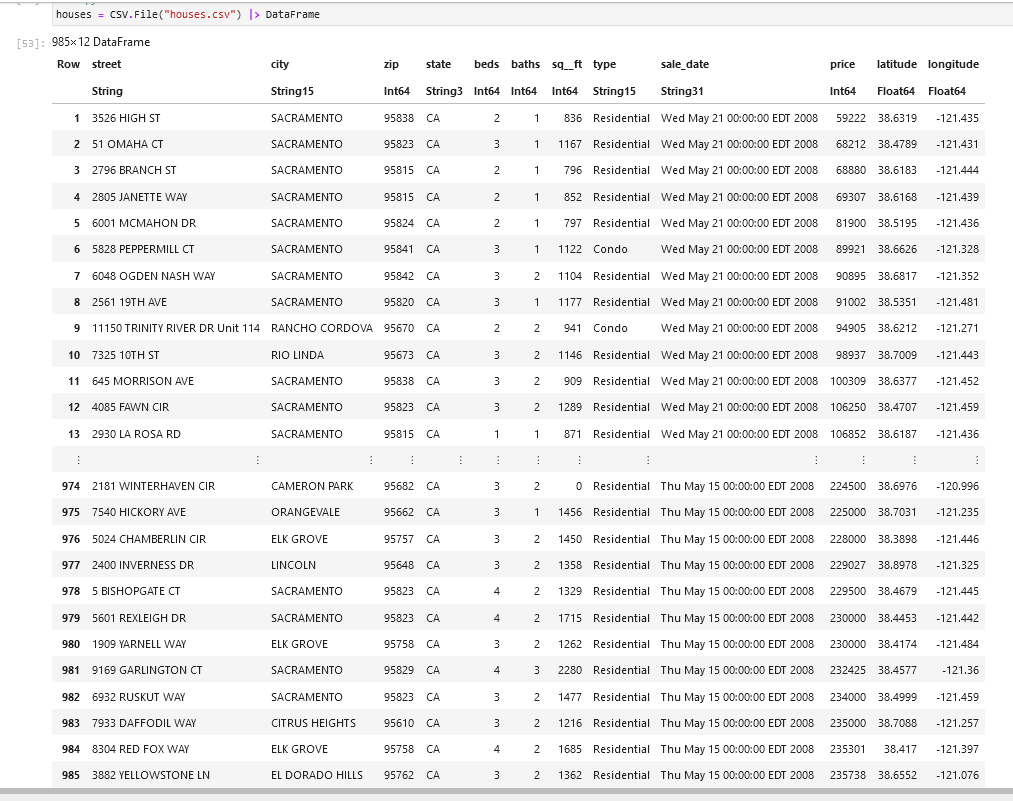 houses = CSV.File("houses.csv") |> DataFrame
[53]: 985×12 DataFrame
Row street city zip state beds baths sq__ft type sale_date price latitude longitude
String String15 Int64 String3 Int64 Int64 Int64 String15 String31 Int64 Float64 Float64
1 3526 HIGH ST SACRAMENTO 95838 CA 2 1 836 Residential Wed May 21 00:00:00 EDT 2008 59222 38.6319 -121.435
2 51 OMAHA CT SACRAMENTO 95823 CA 3 1 1167 Residential Wed May 21 00:00:00 EDT 2008 68212 38.4789 -121.431
3 2796 BRANCH ST SACRAMENTO 95815 CA 2 1 796 Residential Wed May 21 00:00:00 EDT 2008 68880 38.6183 -121.444
4 2805 JANETTE WAY SACRAMENTO 95815 CA 2 1 852 Residential Wed May 21 00:00:00 EDT 2008 69307 38.6168 -121.439
5 6001 MCMAHON DR SACRAMENTO 95824 CA 2 1 797 Residential Wed May 21 00:00:00 EDT 2008 81900 38.5195 -121.436
6 5828 PEPPERMILL CT SACRAMENTO 95841 CA 3 1 1122 Condo Wed May 21 00:00:00 EDT 2008 89921 38.6626 -121.328
7 6048 OGDEN NASH WAY SACRAMENTO 95842 CA 3 2 1104 Residential Wed May 21 00:00:00 EDT 2008 90895 38.6817 -121.352
8 2561 19TH AVE SACRAMENTO 95820 CA 3 1 1177 Residential Wed May 21 00:00:00 EDT 2008 91002 38.5351 -121.481
9 11150 TRINITY RIVER DR Unit 114 RANCHO CORDOVA 95670 CA 2 2 941 Condo Wed May 21 00:00:00 EDT 2008 94905 38.6212 -121.271
10 7325 10TH ST RIO LINDA 95673 CA 3 2 1146 Residential Wed May 21 00:00:00 EDT 2008 98937 38.7009 -121.443
11 645 MORRISON AVE SACRAMENTO 95838 CA 3 2 909 Residential Wed May 21 00:00:00 EDT 2008 100309 38.6377 -121.452
12 4085 FAWN CIR SACRAMENTO 95823 CA 3 2 1289 Residential Wed May 21 00:00:00 EDT 2008 106250 38.4707 -121.459
13 2930 LA ROSA RD SACRAMENTO 95815 CA 1 1 871 Residential Wed May 21 00:00:00 EDT 2008 106852 38.6187 -121.436
⋮ ⋮ ⋮ ⋮ ⋮ ⋮ ⋮ ⋮ ⋮ ⋮ ⋮ ⋮ ⋮
974 2181 WINTERHAVEN CIR CAMERON PARK 95682 CA 3 2 0 Residential Thu May 15 00:00:00 EDT 2008 224500 38.6976 -120.996
975 7540 HICKORY AVE ORANGEVALE 95662 CA 3 1 1456 Residential Thu May 15 00:00:00 EDT 2008 225000 38.7031 -121.235
976 5024 CHAMBERLIN CIR ELK GROVE 95757 CA 3 2 1450 Residential Thu May 15 00:00:00 EDT 2008 228000 38.3898 -121.446
977 2400 INVERNESS DR LINCOLN 95648 CA 3 2 1358 Residential Thu May 15 00:00:00 EDT 2008 229027 38.8978 -121.325
978 5 BISHOPGATE CT SACRAMENTO 95823 CA 4 2 1329 Residential Thu May 15 00:00:00 EDT 2008 229500 38.4679 -121.445
979 5601 REXLEIGH DR SACRAMENTO 95823 CA 4 2 1715 Residential Thu May 15 00:00:00 EDT 2008 230000 38.4453 -121.442
980 1909 YARNELL WAY ELK GROVE 95758 CA 3 2 1262 Residential Thu May 15 00:00:00 EDT 2008 230000 38.4174 -121.484
981 9169 GARLINGTON CT SACRAMENTO 95829 CA 4 3 2280 Residential Thu May 15 00:00:00 EDT 2008 232425 38.4577 -121.36
982 6932 RUSKUT WAY SACRAMENTO 95823 CA 3 2 1477 Residential Thu May 15 00:00:00 EDT 2008 234000 38.4999 -121.459
983 7933 DAFFODIL WAY CITRUS HEIGHTS 95610 CA 3 2 1216 Residential Thu May 15 00:00:00 EDT 2008 235000 38.7088 -121.257
984 8304 RED FOX WAY ELK GROVE 95758 CA 4 2 1685 Residential Thu May 15 00:00:00 EDT 2008 235301 38.417 -121.397
985 3882 YELLOWSTONE LN EL DORADO HILLS 95762 CA 3 2 1362 Residential Thu May 15 00:00:00 EDT 2008 235738 38.6552 -121.076